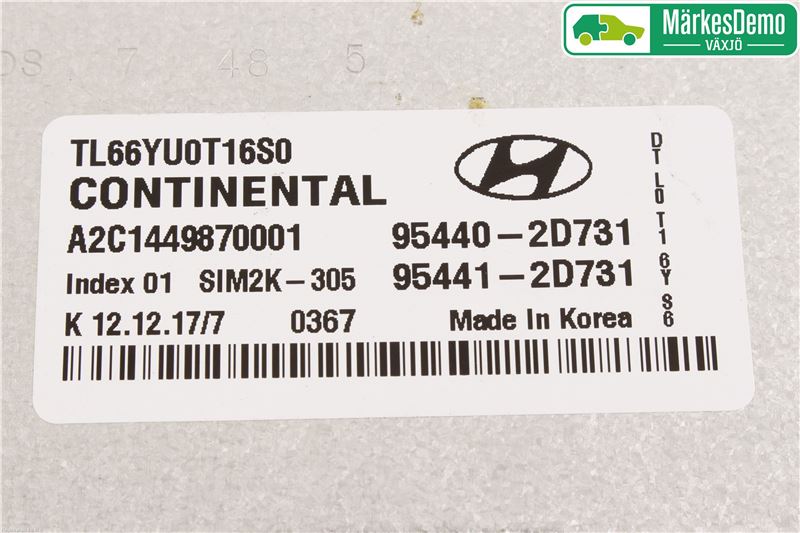 MärkesDemo
VÄXJÖ
DS 7 48 5
TL66YU0T16S0
CONTINENTAL
A2C1449870001 95440-2D731
Index 01 SIM2K-305 95441-2D731
K 12.12.17/7 0367 Made In Korea
DT L0 T1 6Y S6